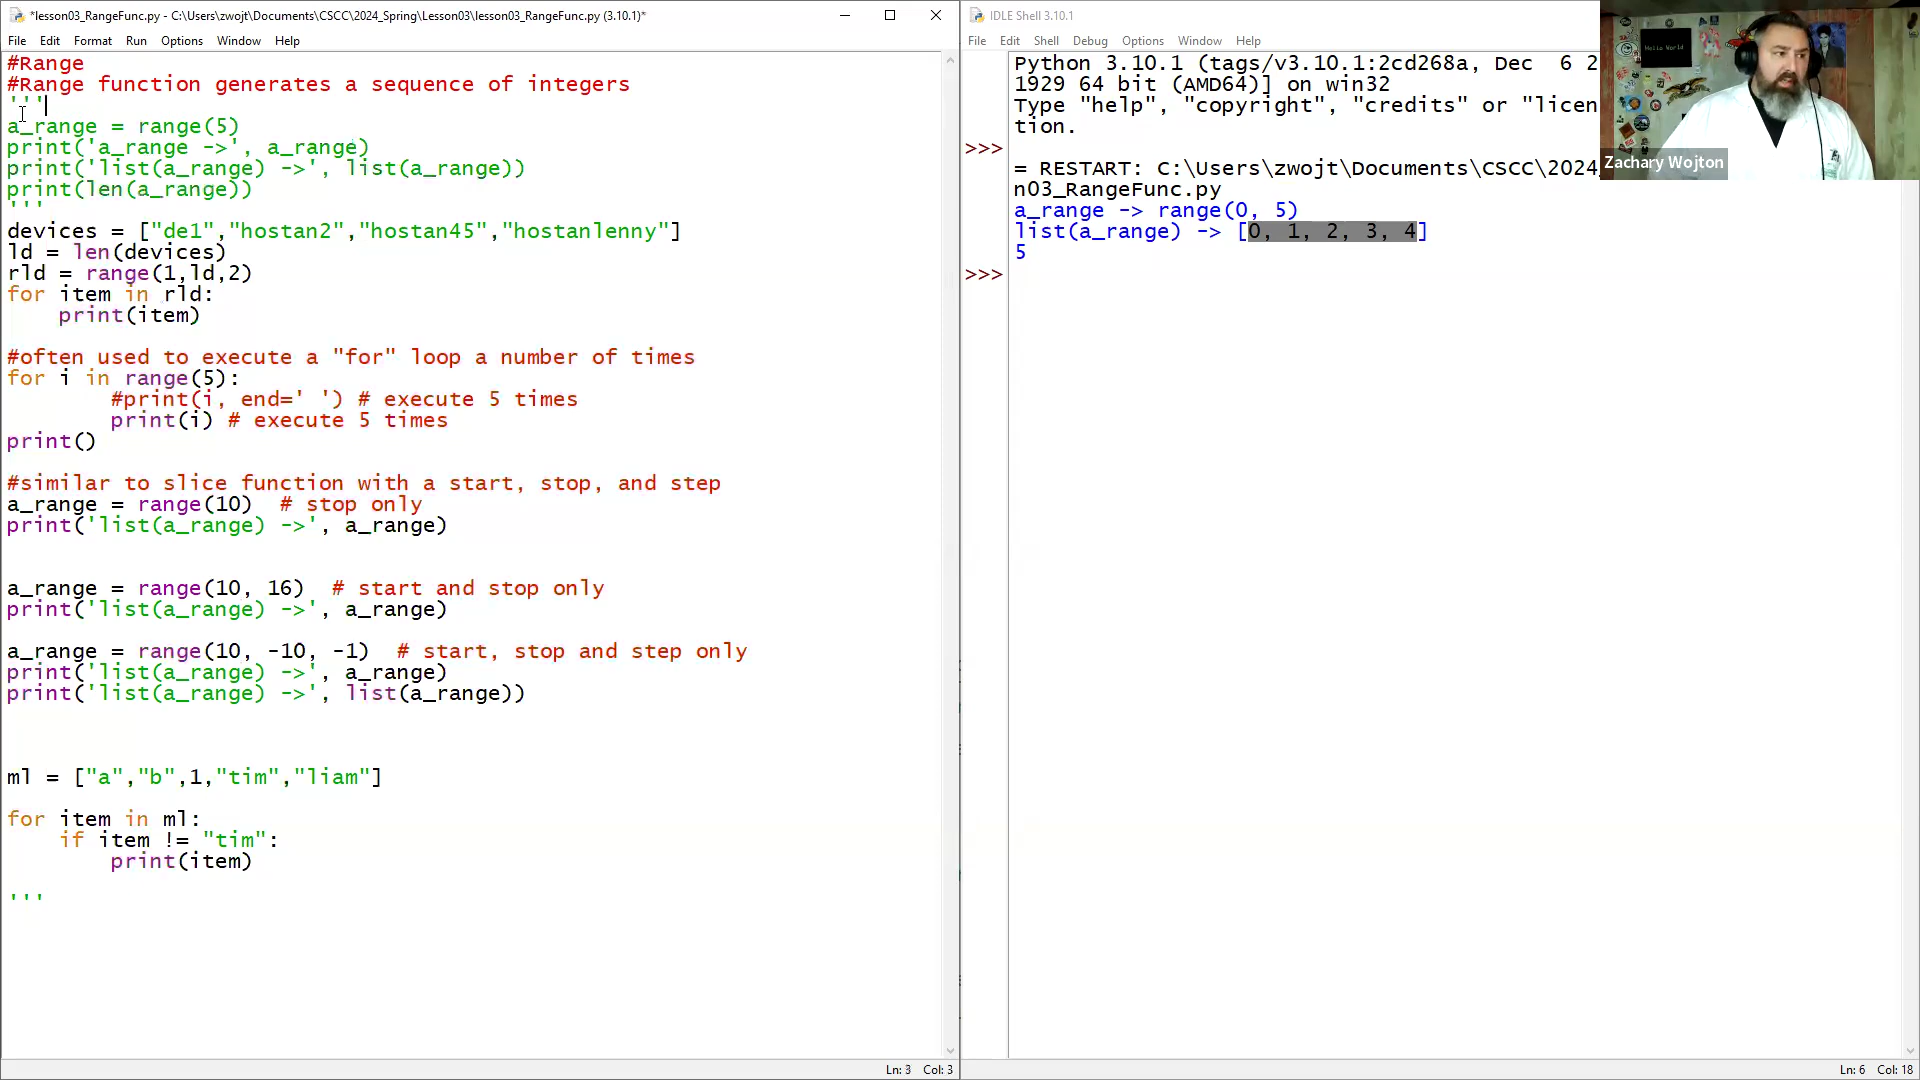 *lesson03_RangeFunc.py - C:\Users\zwojt\Documents\CSCC\2024_Spring\Lesson03\lesson03_RangeFunc.py (3.10.1)*
File Edit Format Run Options Window Help
#Range
#Range function generates a sequence of integers
'''
a_range = range(5)
print('a_range ->', a_range)
print('list(a_range) ->', list(a_range))
print(len(a_range))
'''
devices = ["de1","hostan2","hostan45","hostanlenny"]
ld = len(devices)
rld = range(1,ld,2)
for item in rld:
    print(item)
#often used to execute a "for" loop a number of times
for i in range(5):
        #print(i, end=' ') # execute 5 times
        print(i) # execute 5 times
print()
#similar to slice function with a start, stop, and step
a_range = range(10)  # stop only
print('list(a_range) ->', a_range)
a_range = range(10, 16)  # start and stop only
print('list(a_range) ->', a_range)
a_range = range(10, -10, -1)  # start, stop and step only
print('list(a_range) ->', a_range)
print('list(a_range) ->', list(a_range))
ml = ["a","b",1,"tim","liam"]
for item in ml:
    if item != "tim":
        print(item)
'''
Ln: 3 Col: 3
IDLE Shell 3.10.1
File Edit Shell Debug Options Window Help
Python 3.10.1 (tags/v3.10.1:2cd268a, Dec  6 2
1929 64 bit (AMD64)] on win32
Type "help", "copyright", "credits" or "licen
tion.
>>>
= RESTART: C:\Users\zwojt\Documents\CSCC\2024
n03_RangeFunc.py
a_range -> range(0, 5)
list(a_range) -> [0, 1, 2, 3, 4]
5
>>>
Ln: 6 Col: 18
Hello World
Zachary Wojton